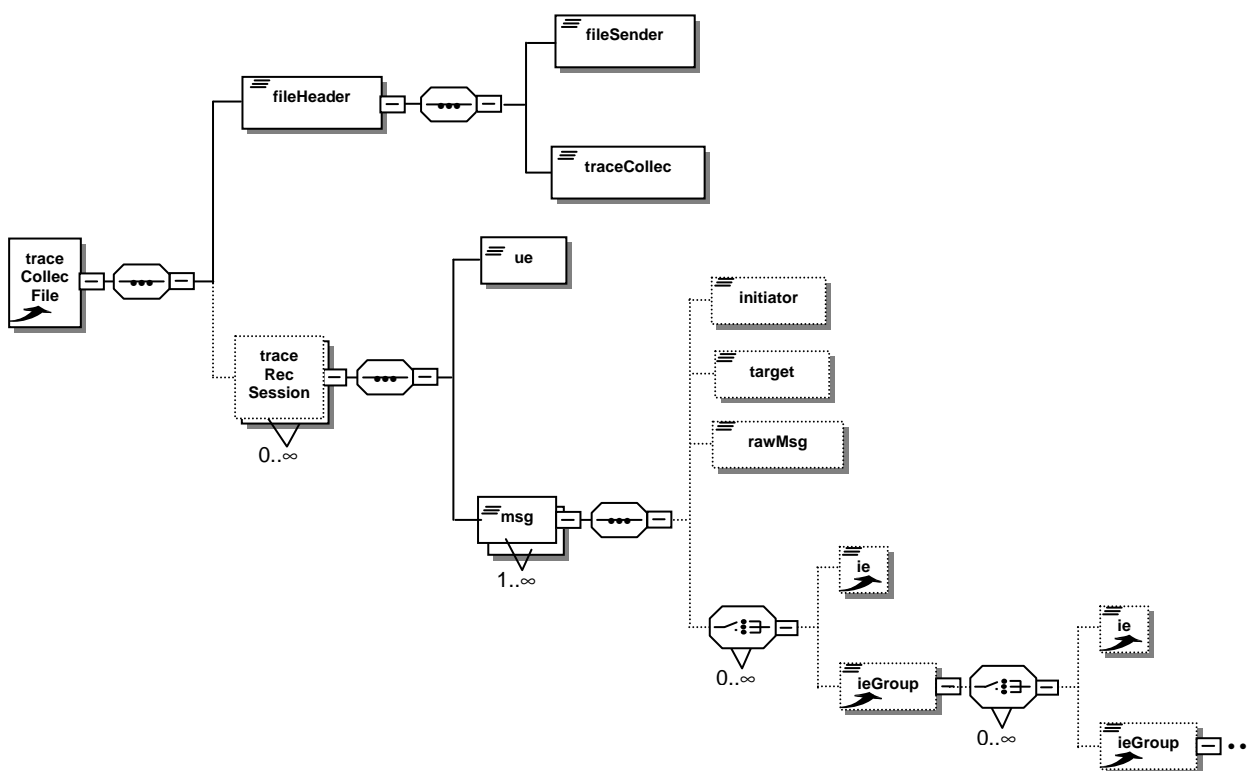 fileSender
fileHeader
traceCollec
trace
Collec
File
ue
initiator
trace
Rec
Session
target
rawMsg
0..∞
msg
1..∞
ie
ie
0..∞
ieGroup
0..∞
ieGroup